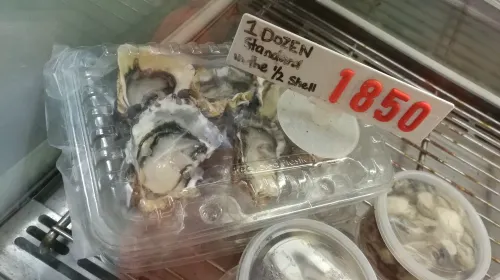 1 DOZEN
Standard
in the ½ shell
1850